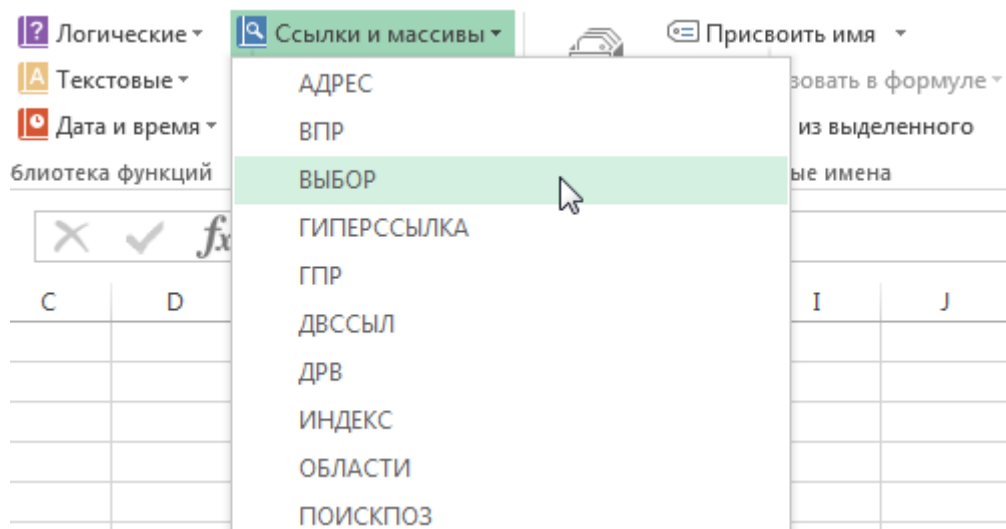 Логические
Ссылки и массивы
Присвоить имя
Текстовые
зовать в формуле
Дата и время
из выделенного
блиотека функций
ые имена
АДРЕС
ВПР
ВЫБОР
ГИПЕРССЫЛКА
ГПР
ДВССЫЛ
ДРВ
ИНДЕКС
ОБЛАСТИ
ПОИСКПОЗ
fx
C D I J